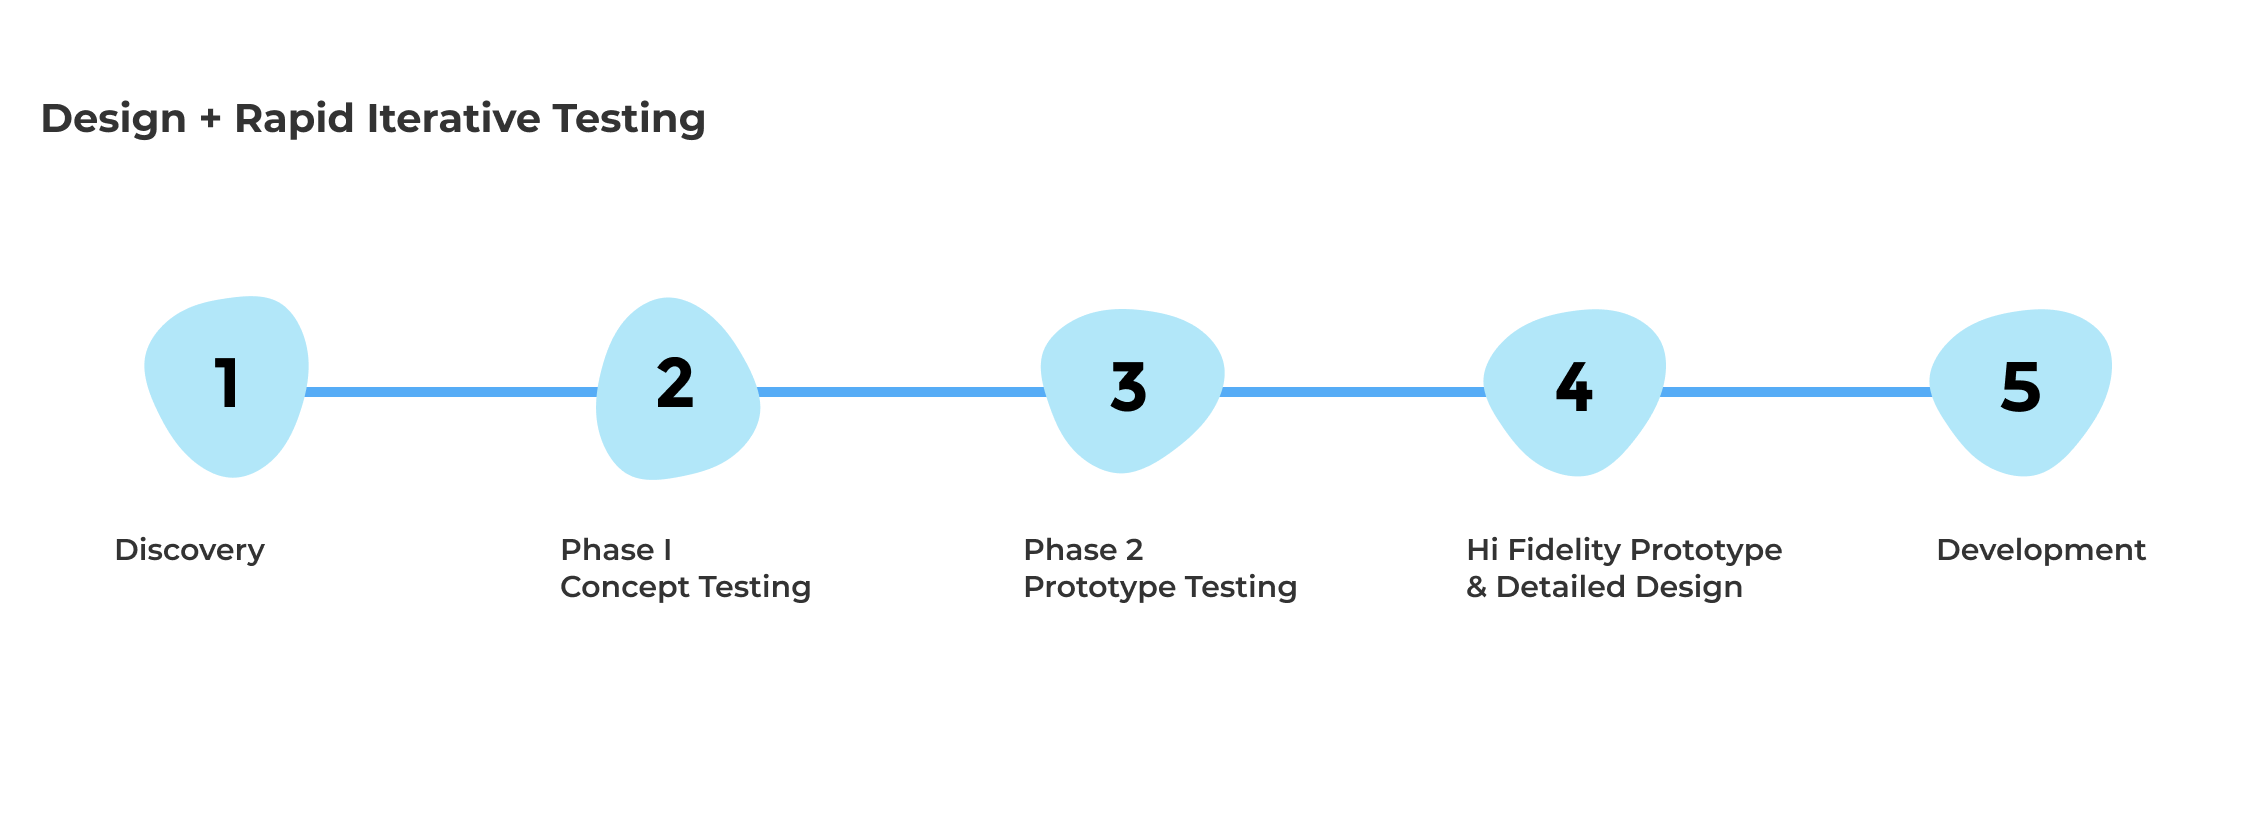 Design + Rapid Iterative Testing
1
2
3
4
5
Discovery
Phase I
Concept Testing
Phase 2
Prototype Testing
Hi Fidelity Prototype
& Detailed Design
Development